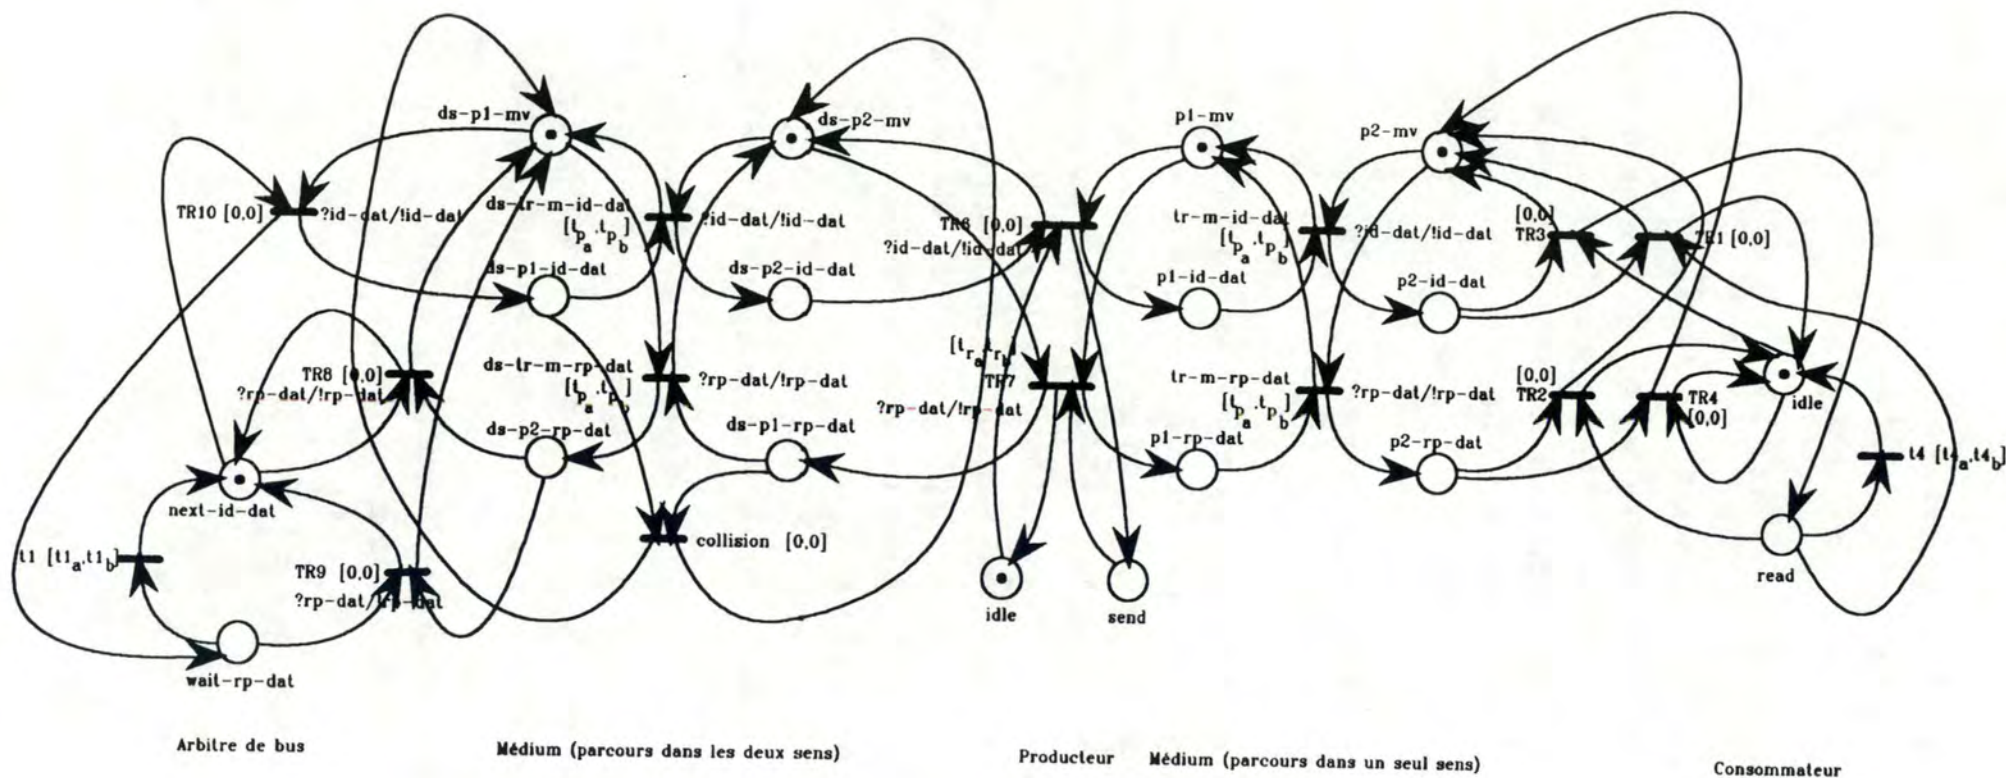 ds-p1-mv
ds-p2-mv
p1-mv
p2-mv
TR10 [0,0]
?id-dat/!id-dat
ds-tr-m-id-dat
[tpa,tpb]
?id-dat/!id-dat
TR6 [0,0]
?id-dat/!id-dat
tr-m-id-dat
[tpa,tpb]
?id-dat/!id-dat
[0,0]
TR3
TR1 [0,0]
ds-p1-id-dat
ds-p2-id-dat
p1-id-dat
p2-id-dat
TR8 [0,0]
?rp-dat/!rp-dat
ds-tr-m-rp-dat
[tpa,tpb]
?rp-dat/!rp-dat
[tra,trb]
TR7
?rp-dat/!rp-dat
tr-m-rp-dat
[tpa,tpb]
?rp-dat/!rp-dat
[0,0]
TR2
TR4
[0,0]
idle
ds-p2-rp-dat
ds-p1-rp-dat
p1-rp-dat
p2-rp-dat
t4 [t4a,t4b]
next-id-dat
t1 [t1a,t1b]
TR9 [0,0]
?rp-dat/!rp-dat
collision [0,0]
idle
send
read
wait-rp-dat
Arbitre de bus
Médium (parcours dans les deux sens)
Producteur
Médium (parcours dans un seul sens)
Consommateur